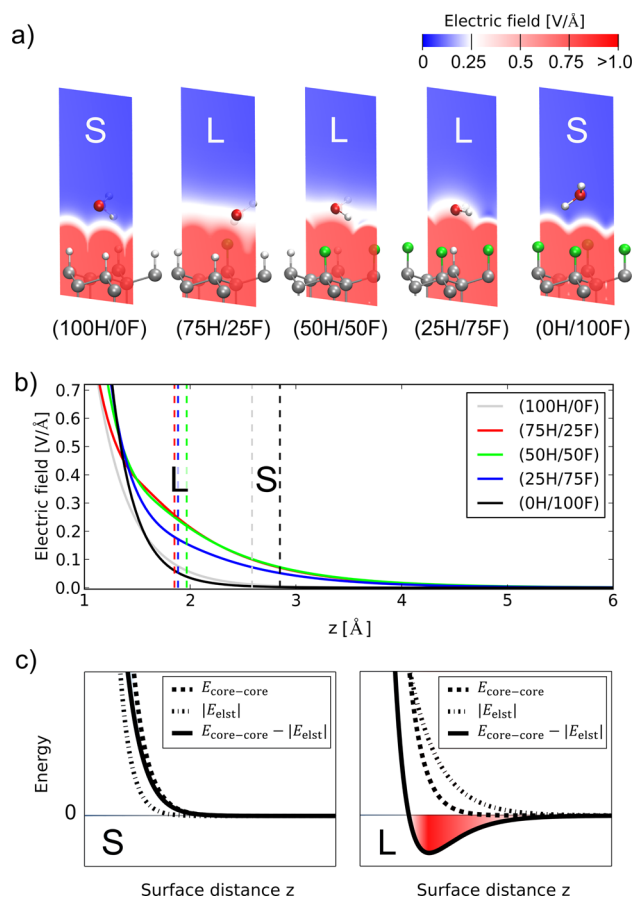 a)
Electric field [V/Å]
0 0.25 0.5 0.75 >1.0
S L L L S
(100H/0F) (75H/25F) (50H/50F) (25H/75F) (0H/100F)
b)
Electric field [V/Å]
0.7
0.6
0.5
0.4
0.3
0.2
0.1
0.0
L S
(100H/0F)
(75H/25F)
(50H/50F)
(25H/75F)
(0H/100F)
1 2 3 4 5 6
z [Å]
c)
Energy
0
E_core−core
|E_elst|
E_core−core − |E_elst|
S
Surface distance z
E_core−core
|E_elst|
E_core−core − |E_elst|
L
Surface distance z